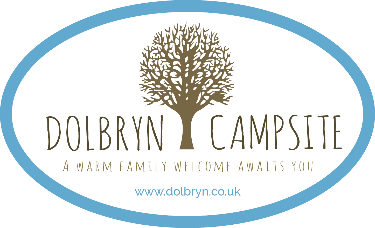 DOLBRYN CAMPSITE
A WARM FAMILY WELCOME AWAITS YOU
www.dolbryn.co.uk